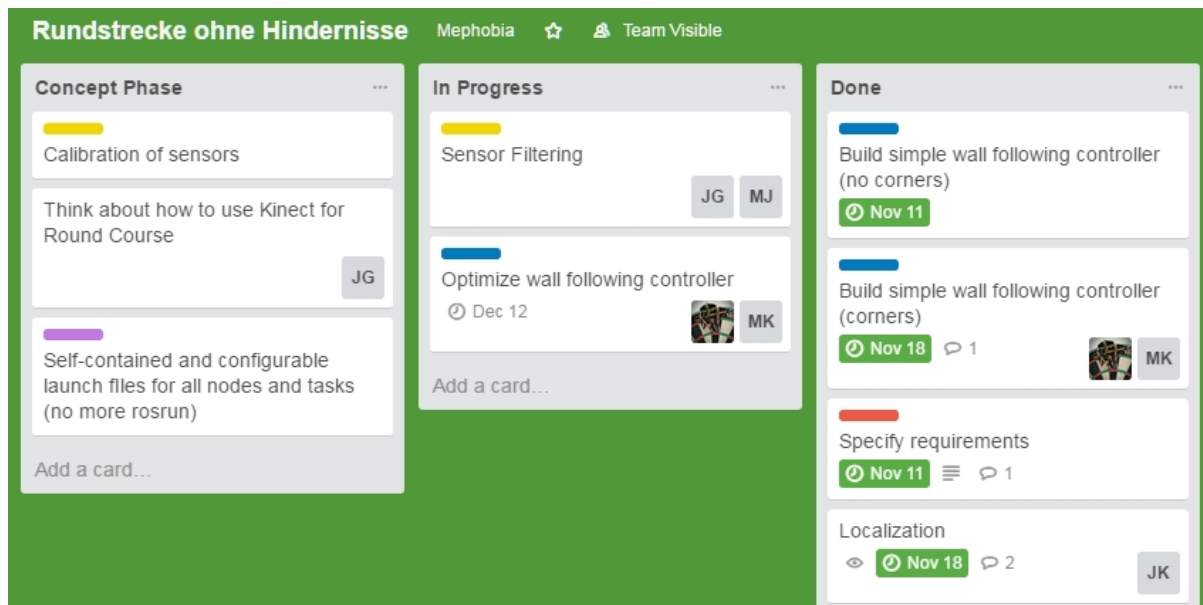 Rundstrecke ohne Hindernisse Mephobia Team Visible
Concept Phase
Calibration of sensors
Think about how to use Kinect for
Round Course
JG
Self-contained and configurable
launch files for all nodes and tasks
(no more rosrun)
Add a card…
In Progress
Sensor Filtering
JG MJ
Optimize wall following controller
Dec 12
MK
Add a card…
Done
Build simple wall following controller
(no corners)
Nov 11
Build simple wall following controller
(corners)
Nov 18 1
MK
Specify requirements
Nov 11 1
Localization
Nov 18 2
JK